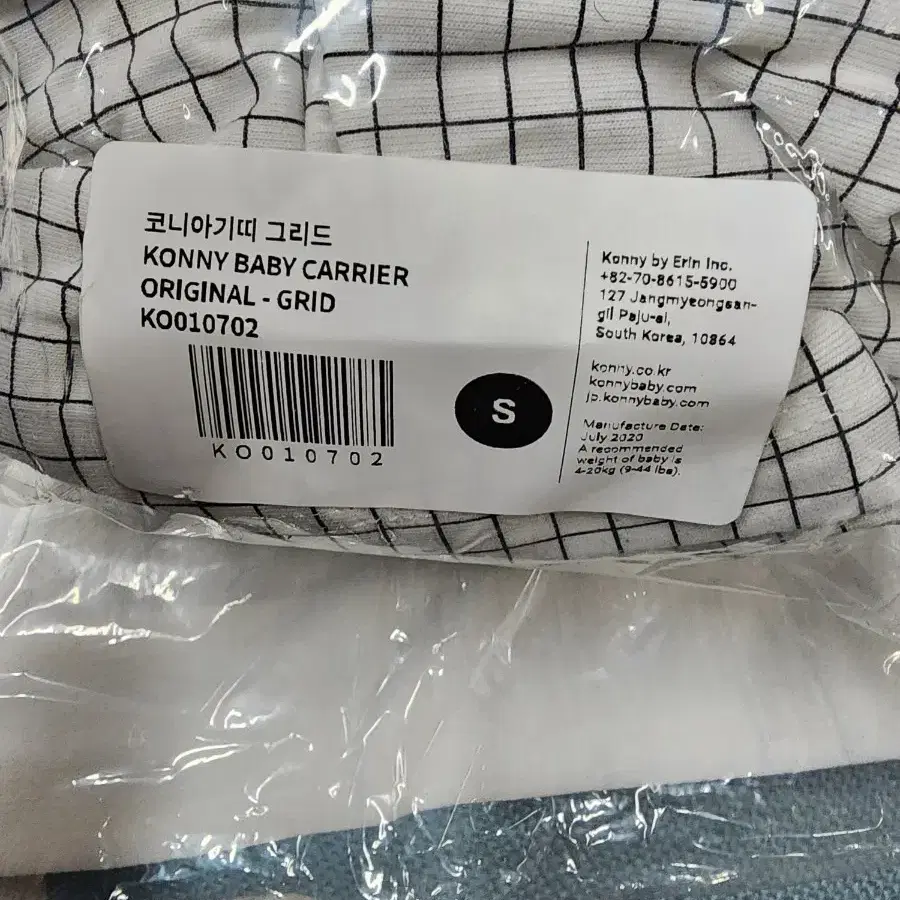 코니아기띠 그리드
KONNY BABY CARRIER
ORIGINAL - GRID
KO010702
KO010702
S
Konny by Erin Inc.
+82-70-8615-5900
127 Jangmyeongsan-
gil Paju-si,
South Korea, 10864
konny.co.kr
konnybaby.com
jp.konnybaby.com
Manufacture Date:
July 2020
A recommended
weight of baby is
4-20kg (9-44 lbs).